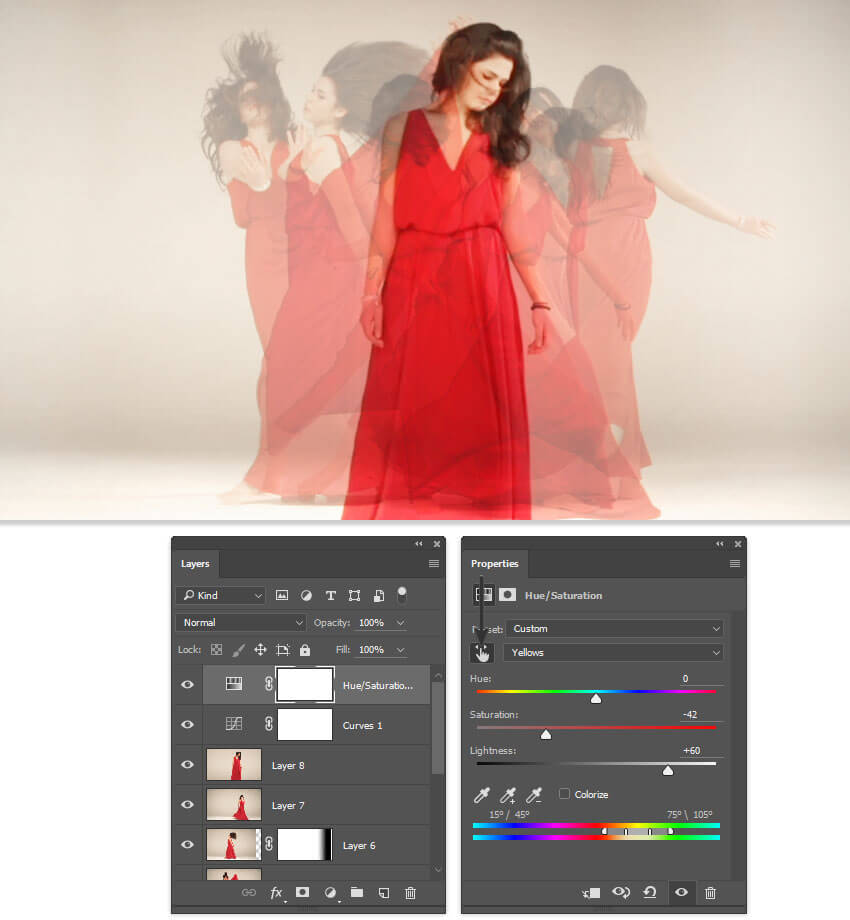 Layers
Kind
Normal
Opacity: 100%
Lock:
Fill: 100%
Hue/Saturatio...
Curves 1
Layer 8
Layer 7
Layer 6
fx
Properties
Hue/Saturation
Custom
Yellows
Hue: 0
Saturation: -42
Lightness: +60
Colorize
15°/ 45° 75°\ 105°